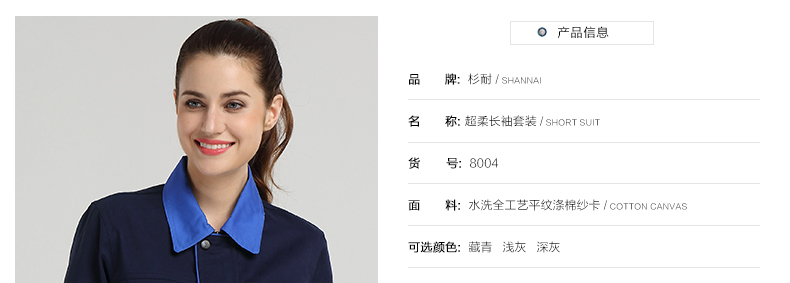 产品信息
品 牌: 杉耐 / SHANNAI
名 称: 超柔长袖套装 / SHORT SUIT
货 号: 8004
面 料: 水洗全工艺平纹涤棉纱卡 / COTTON CANVAS
可选颜色: 藏青 浅灰 深灰